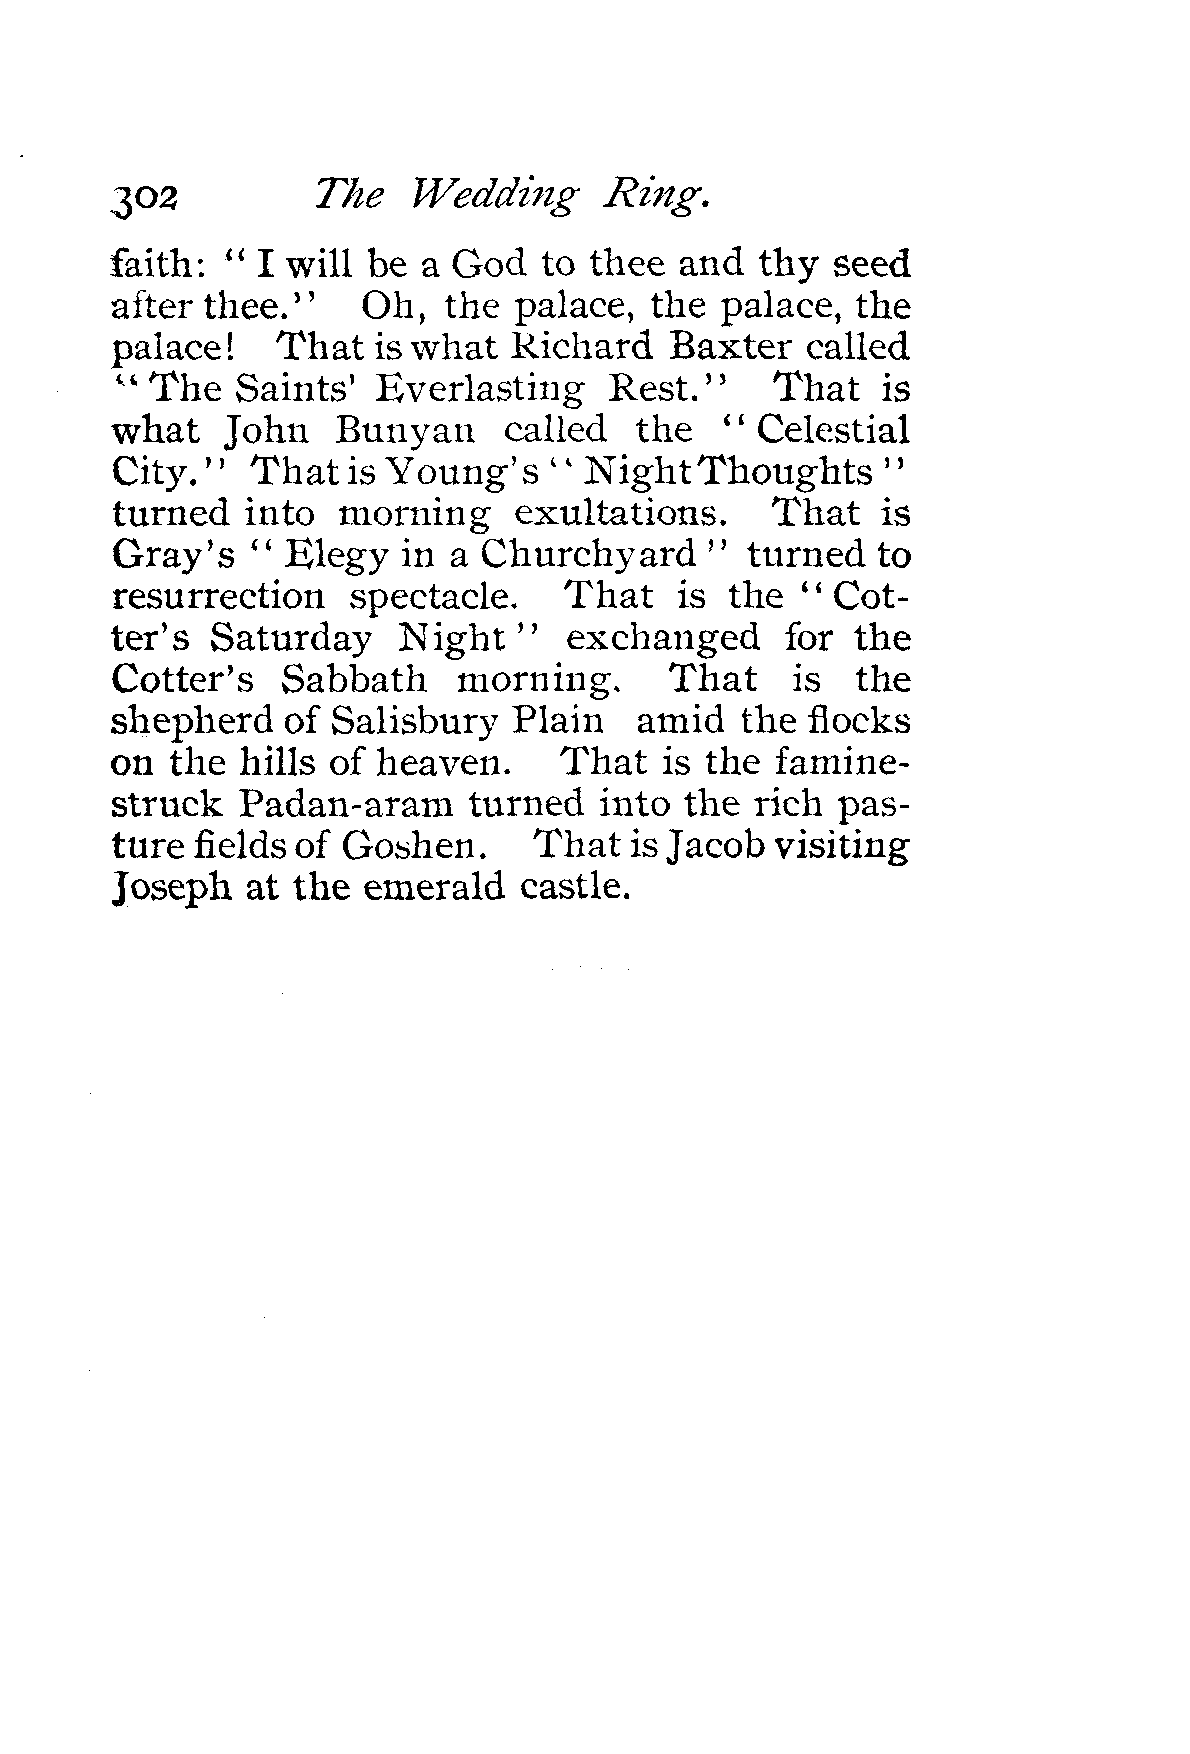 302 The Wedding Ring.
faith: " I will be a God to thee and thy seed
after thee." Oh, the palace, the palace, the
palace! That is what Richard Baxter called
" The Saints' Everlasting Rest." That is
what John Bunyan called the " Celestial
City." That is Young's " Night Thoughts "
turned into morning exultations. That is
Gray's " Elegy in a Churchyard " turned to
resurrection spectacle. That is the " Cot-
ter's Saturday Night " exchanged for the
Cotter's Sabbath morning. That is the
shepherd of Salisbury Plain amid the flocks
on the hills of heaven. That is the famine-
struck Padan-aram turned into the rich pas-
ture fields of Goshen. That is Jacob visiting
Joseph at the emerald castle.